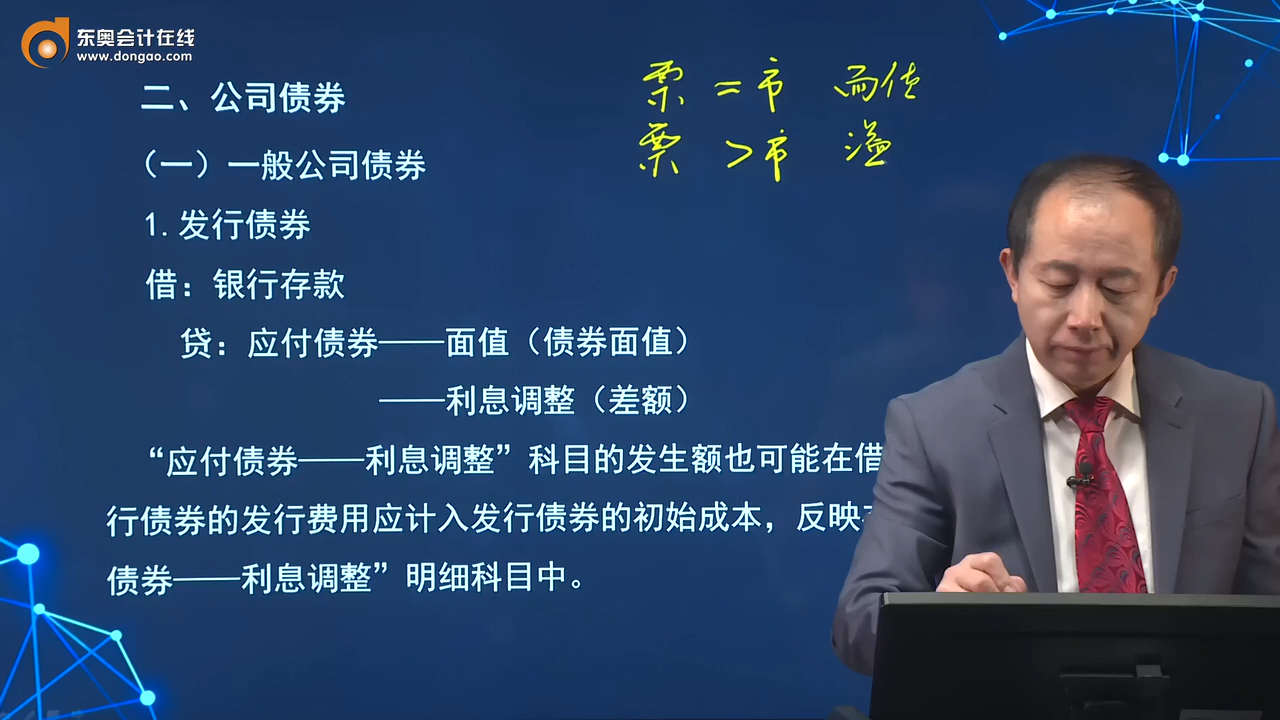 东奥会计在线
www.dongao.com
二、公司债券
票 = 市 面值
票 > 市 溢
（一）一般公司债券
1.发行债券
借：银行存款
贷：应付债券——面值（债券面值）
——利息调整（差额）
“应付债券——利息调整”科目的发生额也可能在借
行债券的发行费用应计入发行债券的初始成本，反映
债券——利息调整”明细科目中。